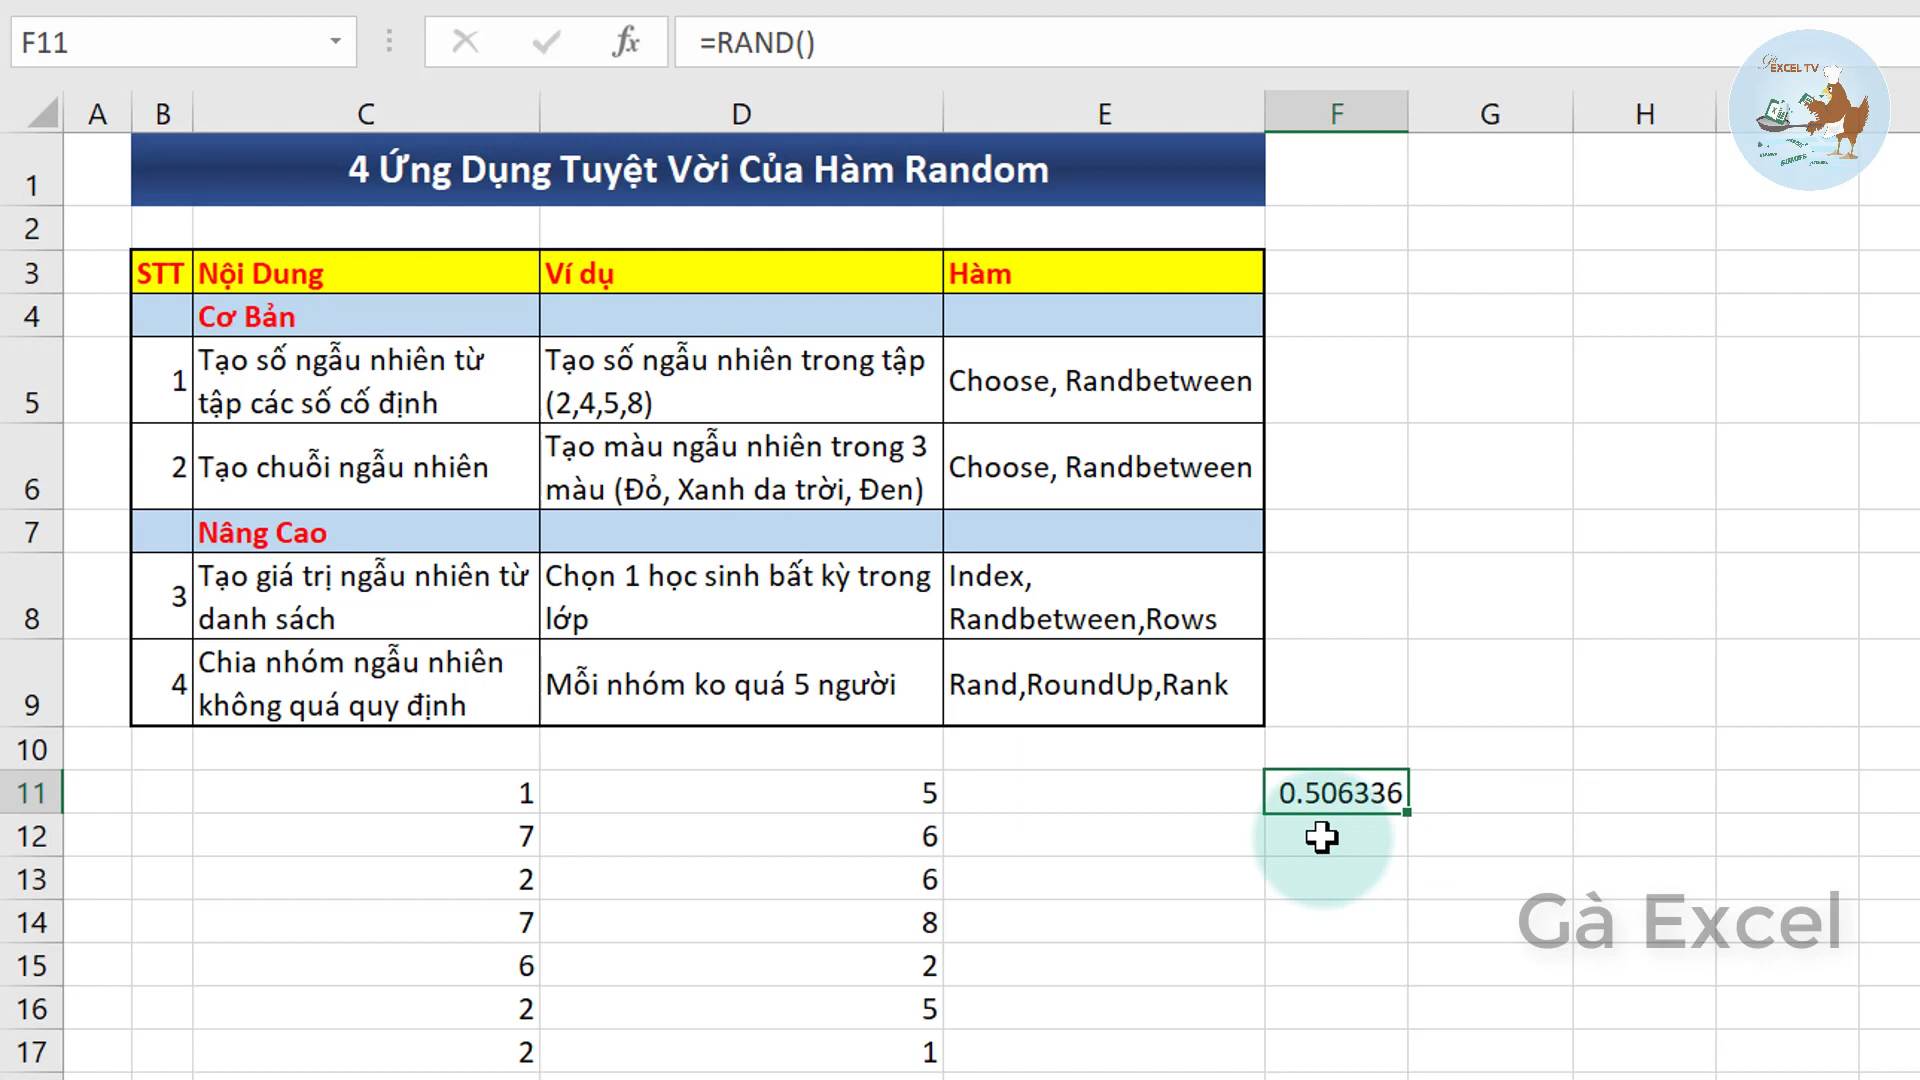 F11
fx
=RAND()
EXCEL TV
A B C D E F G H
1 4 Ứng Dụng Tuyệt Vời Của Hàm Random
2
3 STT Nội Dung Ví dụ Hàm
4 Cơ Bản
5 1 Tạo số ngẫu nhiên từ tập các số cố định
Tạo số ngẫu nhiên trong tập (2,4,5,8)
Choose, Randbetween
6 2 Tạo chuỗi ngẫu nhiên
Tạo màu ngẫu nhiên trong 3 màu (Đỏ, Xanh da trời, Đen)
Choose, Randbetween
7 Nâng Cao
8 3 Tạo giá trị ngẫu nhiên từ danh sách
Chọn 1 học sinh bất kỳ trong lớp
Index, Randbetween,Rows
9 4 Chia nhóm ngẫu nhiên không quá quy định
Mỗi nhóm ko quá 5 người
Rand,RoundUp,Rank
10
11 1 5 0.506336
12 7 6
13 2 6
14 7 8
15 6 2
16 2 5
17 2 1
Gà Excel